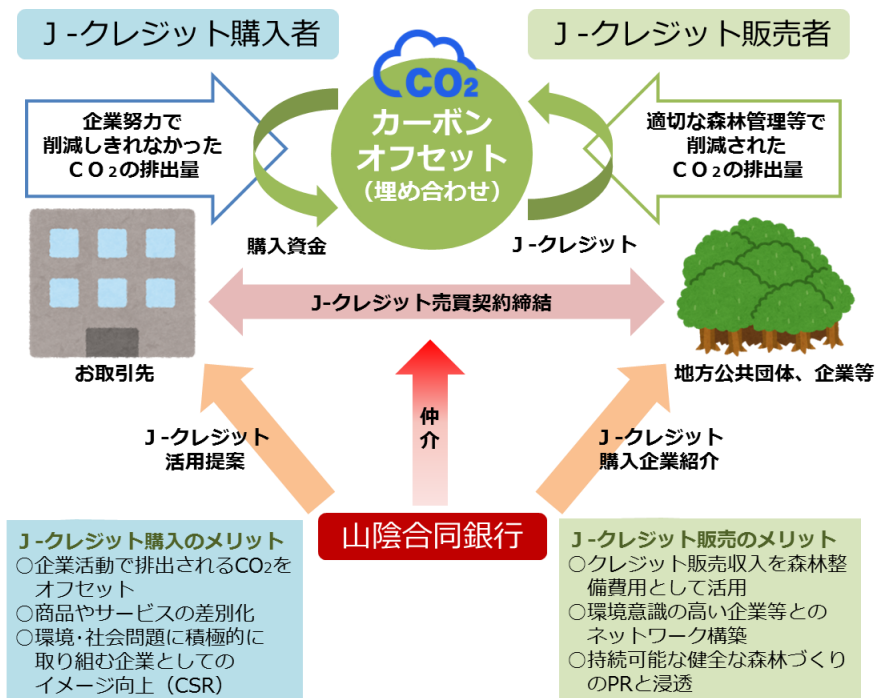 J-クレジット購入者
J-クレジット販売者
CO₂
カーボン
オフセット
(埋め合わせ)
企業努力で
削減しきれなかった
CO₂の排出量
適切な森林管理等で
削減された
CO₂の排出量
購入資金
J-クレジット
J-クレジット売買契約締結
お取引先
地方公共団体、企業等
J-クレジット
活用提案
仲
介
J-クレジット
購入企業紹介
山陰合同銀行
J-クレジット購入のメリット
○企業活動で排出されるCO₂を
オフセット
○商品やサービスの差別化
○環境・社会問題に積極的に
取り組む企業としての
イメージ向上（CSR）
J-クレジット販売のメリット
○クレジット販売収入を森林整
備費用として活用
○環境意識の高い企業等との
ネットワーク構築
○持続可能な健全な森林づくり
のPRと浸透